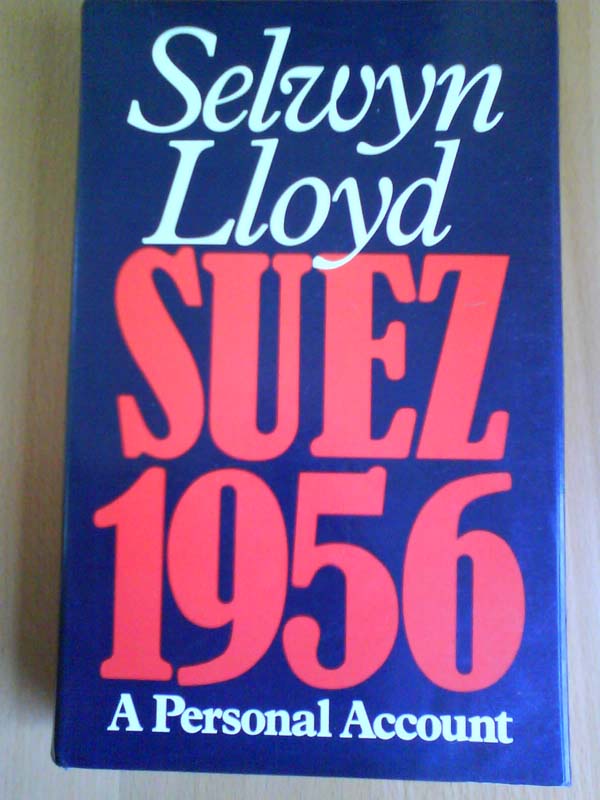 Selwyn
Lloyd
SUEZ
1956
A Personal Account